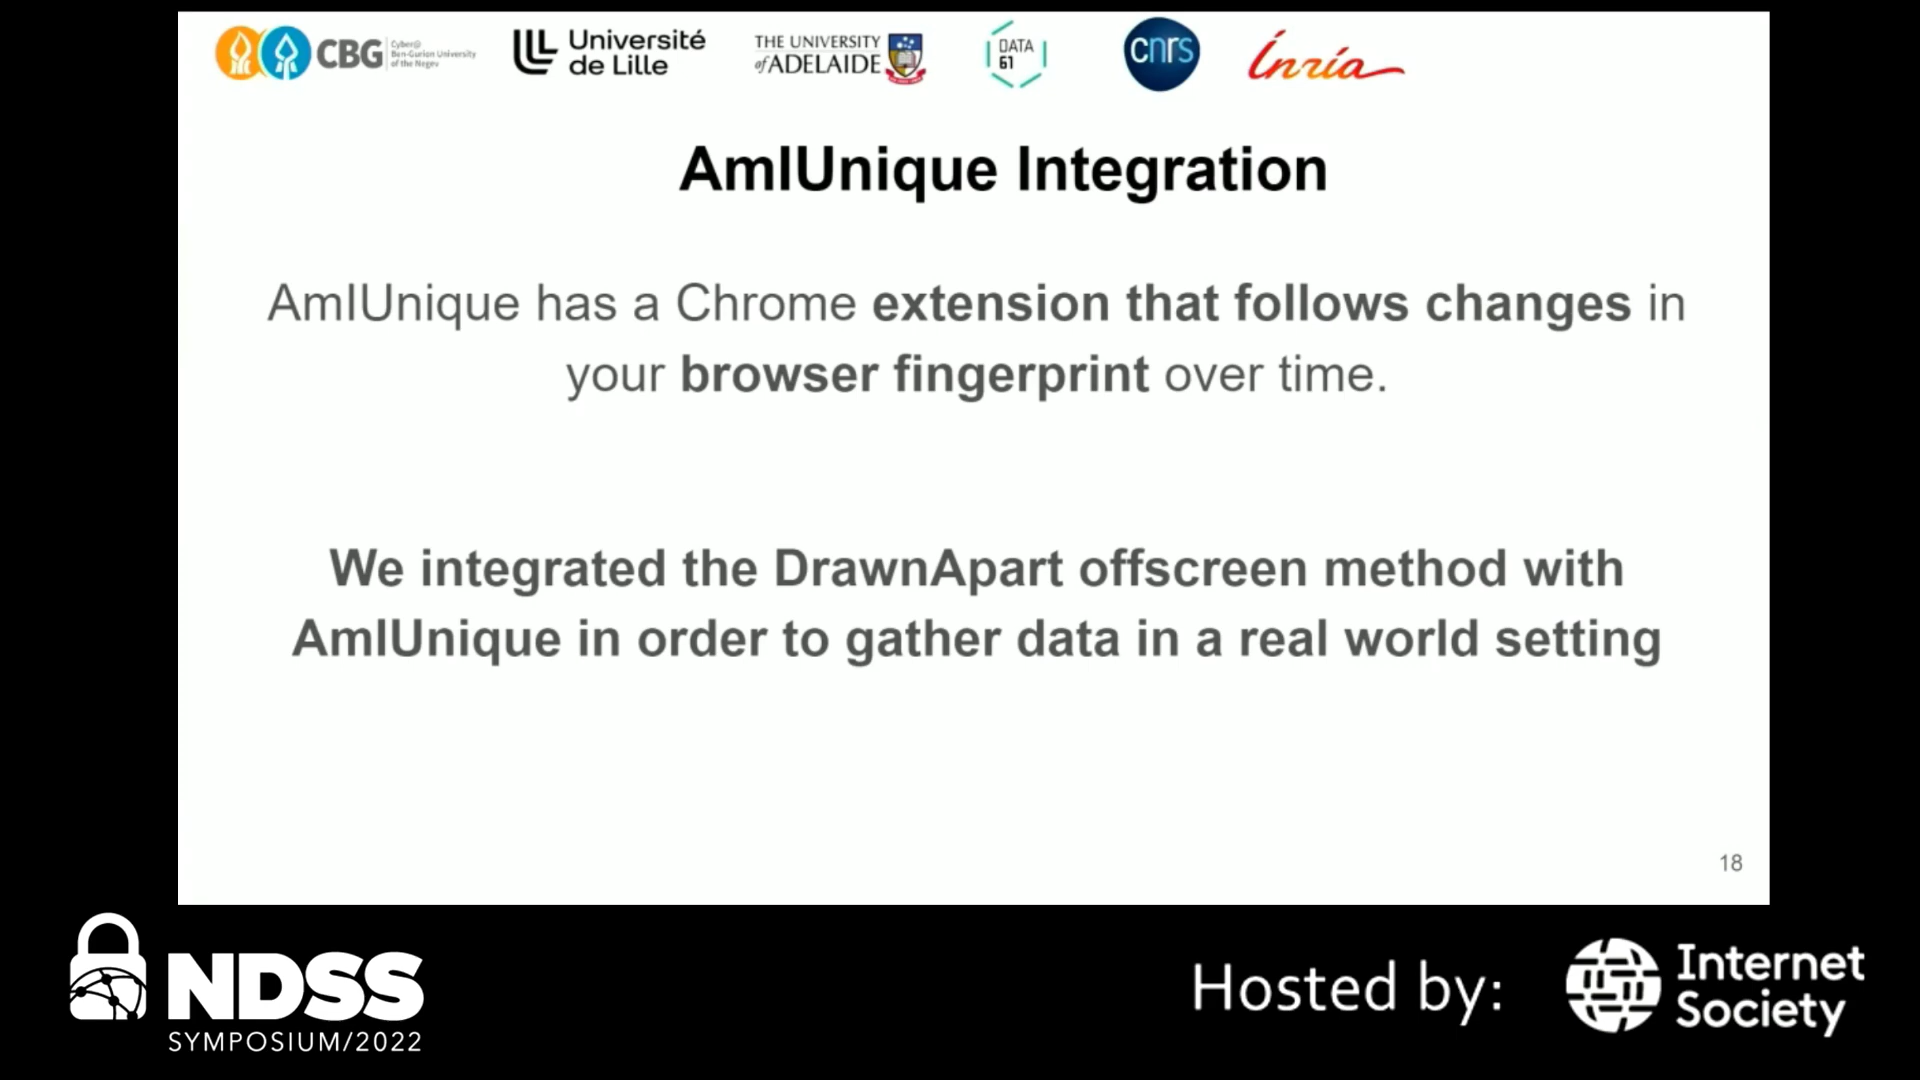 CBG
Cyber@
Ben-Gurion University
of the Negev
Université
de Lille
THE UNIVERSITY
of ADELAIDE
DATA
61
cnrs
Inria
AmIUnique Integration
AmIUnique has a Chrome extension that follows changes in
your browser fingerprint over time.
We integrated the DrawnApart offscreen method with
AmIUnique in order to gather data in a real world setting
18
NDSS
SYMPOSIUM/2022
Hosted by:
Internet
Society